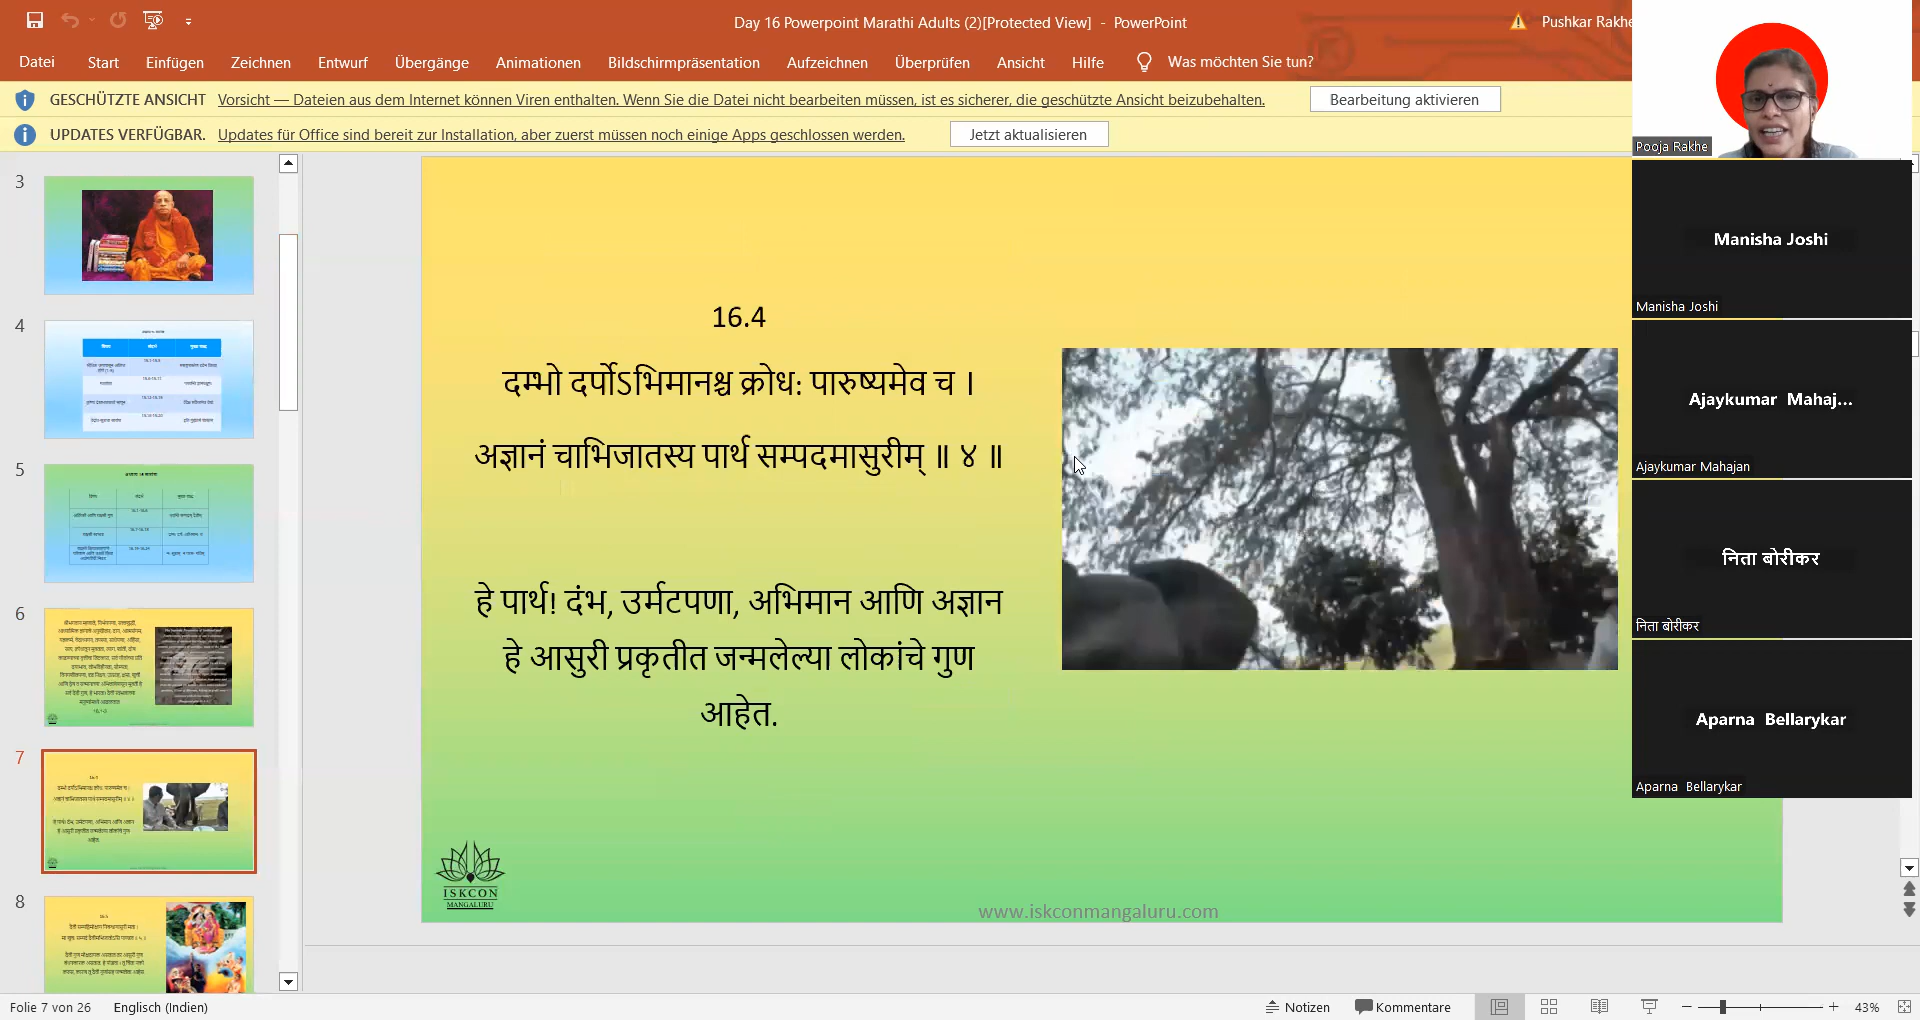 Day 16 Powerpoint Marathi Adults (2)[Protected View] - PowerPoint
Pushkar Rakhe
Datei Start Einfügen Zeichnen Entwurf Übergänge Animationen Bildschirmpräsentation Aufzeichnen Überprüfen Ansicht Hilfe Was möchten Sie tun?
GESCHÜTZTE ANSICHT Vorsicht — Dateien aus dem Internet können Viren enthalten. Wenn Sie die Datei nicht bearbeiten müssen, ist es sicherer, die geschützte Ansicht beizubehalten. Bearbeitung aktivieren
UPDATES VERFÜGBAR. Updates für Office sind bereit zur Installation, aber zuerst müssen noch einige Apps geschlossen werden. Jetzt aktualisieren
3
4
5
6
7
8
16.4
दम्भो दर्पोऽभिमानश्च क्रोध: पारुष्यमेव च ।
अज्ञानं चाभिजातस्य पार्थ सम्पदमासुरीम् ॥ ४ ॥
हे पार्थ! दंभ, उर्मटपणा, अभिमान आणि अज्ञान
हे आसुरी प्रकृतीत जन्मलेल्या लोकांचे गुण
आहेत.
ISKCON
MANGALURU
www.iskconmangaluru.com
Pooja Rakhe
Manisha Joshi
Manisha Joshi
Ajaykumar Mahaj...
Ajaykumar Mahajan
निता बोरीकर
निता बोरीकर
Aparna Bellarykar
Aparna Bellarykar
Folie 7 von 26 Englisch (Indien) Notizen Kommentare 43%